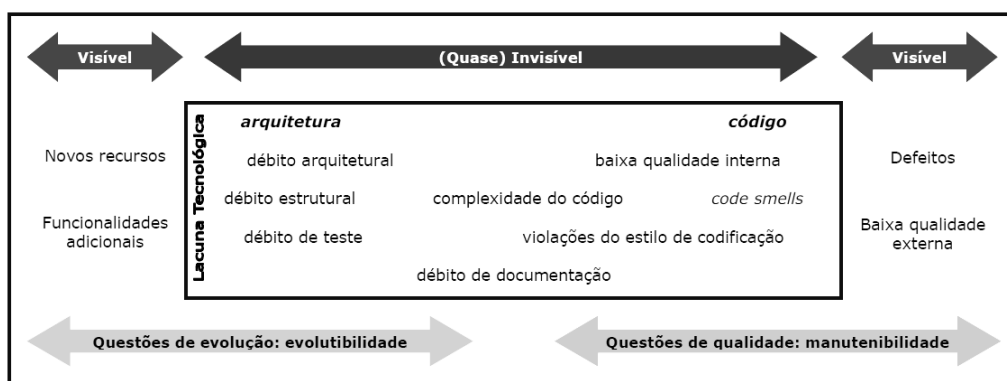 Visível (Quase) Invisível Visível
Lacuna Tecnológica
arquitetura código
Novos recursos débito arquitetural baixa qualidade interna Defeitos
débito estrutural complexidade do código code smells
Funcionalidades
adicionais
débito de teste violações do estilo de codificação
Baixa qualidade
externa
débito de documentação
Questões de evolução: evolutibilidade Questões de qualidade: manutenibilidade